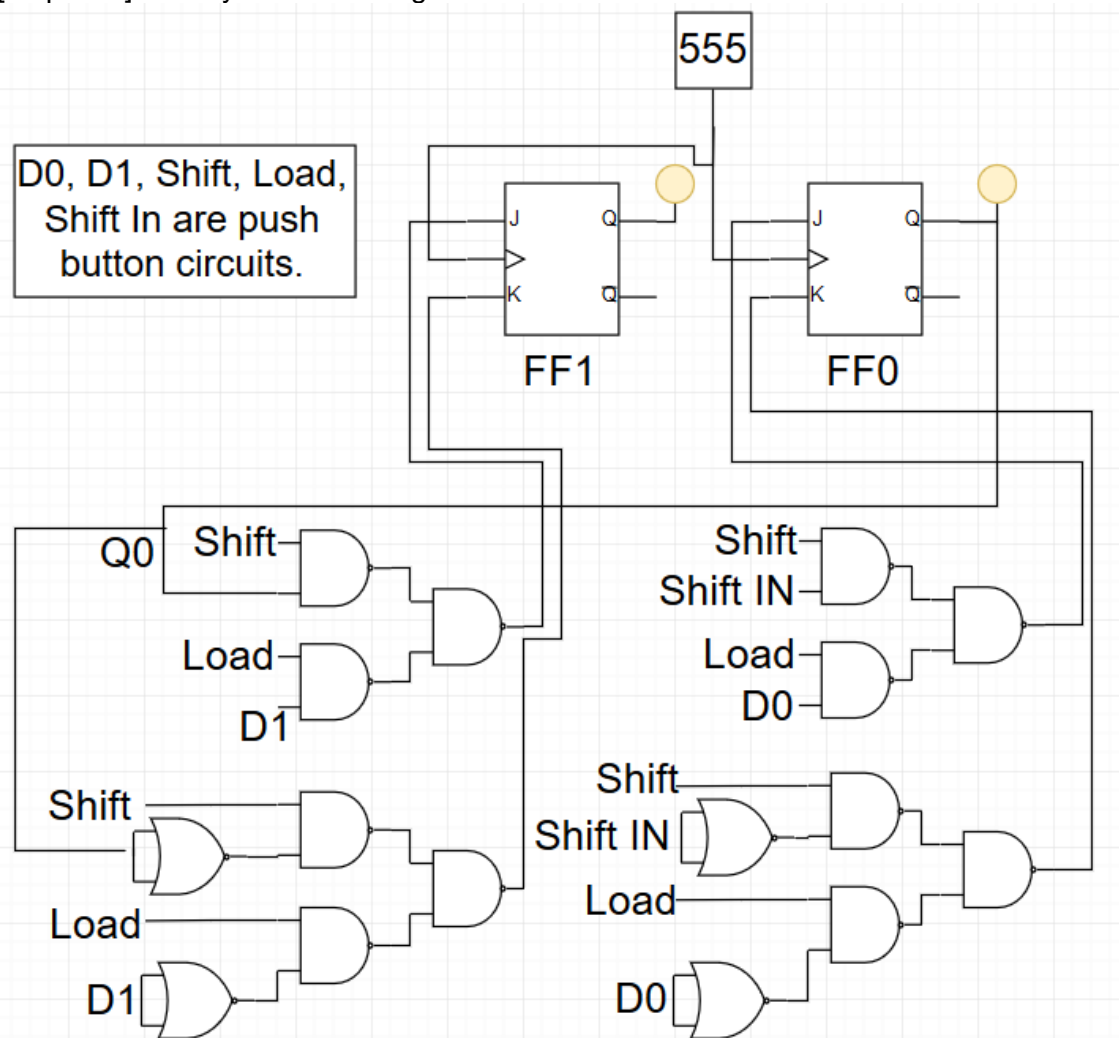 555
D0, D1, Shift, Load,
Shift In are push
button circuits.
J Q
K Q
FF1
J Q
K Q
FF0
Q0
Shift
Load
D1
Shift
Shift IN
Load
D0
Shift
Load
D1
Shift
Shift IN
Load
D0